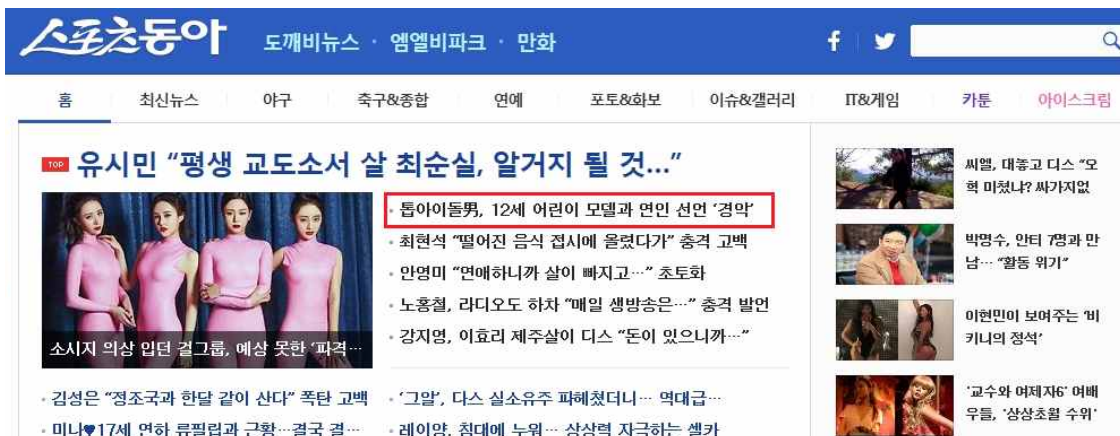 스포츠동아 도깨비뉴스 · 엠엘비파크 · 만화
홈 최신뉴스 야구 축구&종합 연예 포토&화보 이슈&갤러리 IT&게임 카툰 아이스크림
TOP 유시민 “평생 교도소서 살 최순실, 알거지 될 것…”
소시지 의상 입던 걸그룹, 예상 못한 ‘파격…
· 톱아이돌男, 12세 어린이 모델과 연인 선언 ‘경악’
· 최현석 “떨어진 음식 접시에 올렸다가” 충격 고백
· 안영미 “연애하니까 살이 빠지고…” 초토화
· 노홍철, 라디오도 하차 “매일 생방송은…” 충격 발언
· 강지영, 이효리 제주살이 디스 “돈이 있으니까…”
· 김성은 “정조국과 한달 같이 산다” 폭탄 고백
· 미나♥17세 연하 류필립과 근황…결국 결…
· ‘그알’, 다스 실소유주 파헤쳤더니… 역대급…
· 레이양, 침대에 누워… 상상력 자극하는 셀카
씨엘, 대놓고 디스 “오
혁 미쳤냐? 싸가지없
박명수, 안티 7명과 만
남… “활동 위기”
이현민이 보여주는 ‘비
키니의 정석’
‘교수와 여제자6’ 여배
우들, ‘상상초월 수위’